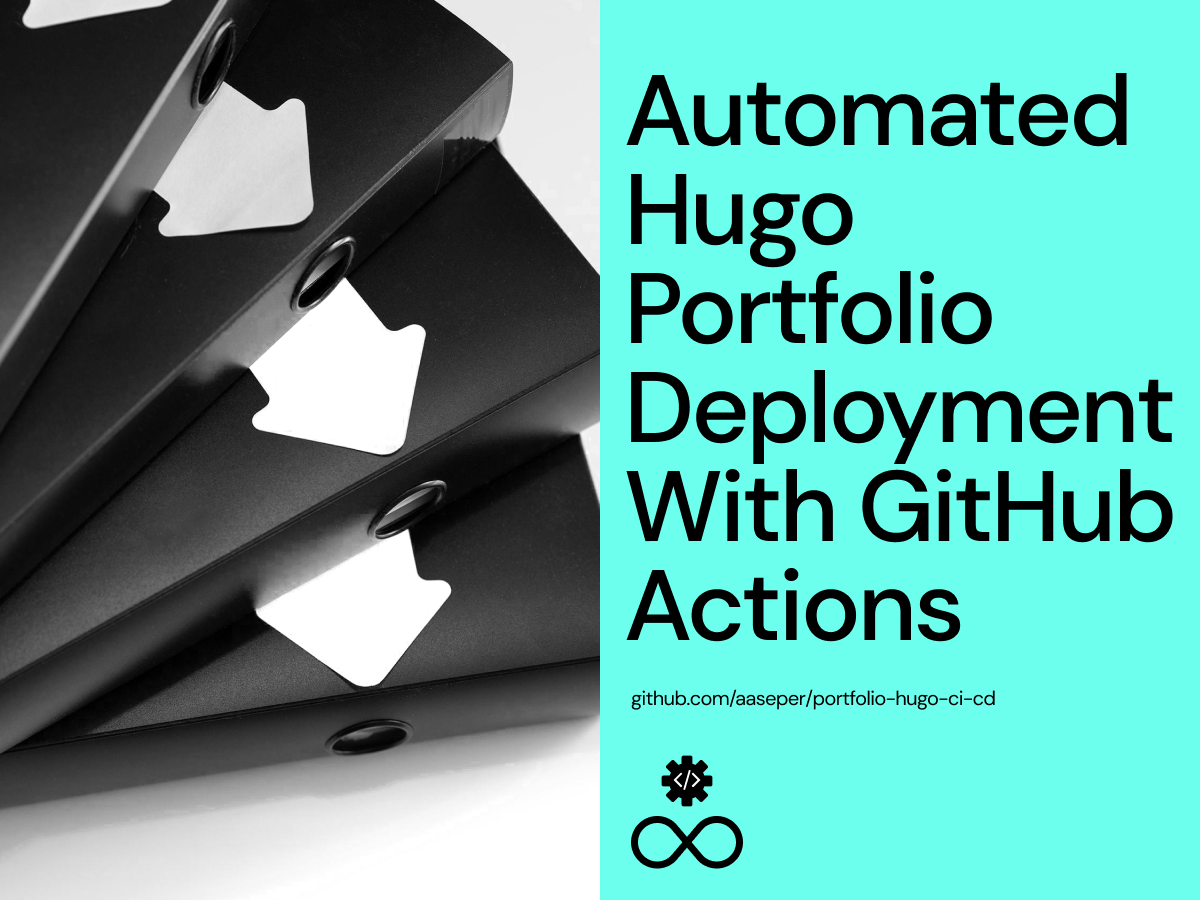 Automated
Hugo
Portfolio
Deployment
With GitHub
Actions
github.com/aaseper/portfolio-hugo-ci-cd
</>